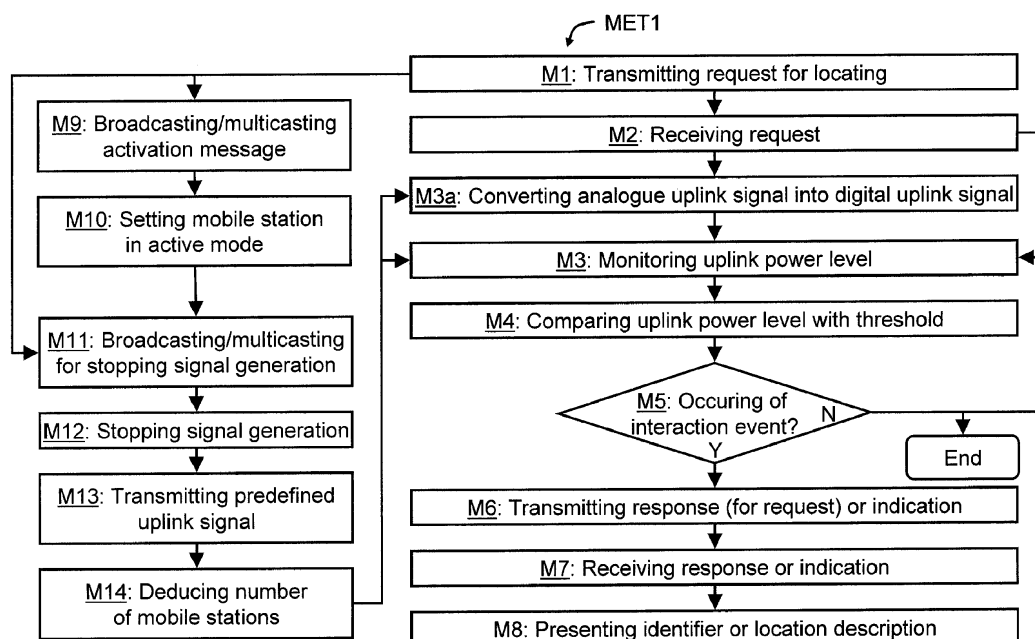 MET1
M1: Transmitting request for locating
M2: Receiving request
M3a: Converting analogue uplink signal into digital uplink signal
M3: Monitoring uplink power level
M4: Comparing uplink power level with threshold
M5: Occuring of
interaction event?
N
Y
End
M6: Transmitting response (for request) or indication
M7: Receiving response or indication
M8: Presenting identifier or location description
M9: Broadcasting/multicasting
activation message
M10: Setting mobile station
in active mode
M11: Broadcasting/multicasting
for stopping signal generation
M12: Stopping signal generation
M13: Transmitting predefined
uplink signal
M14: Deducing number
of mobile stations